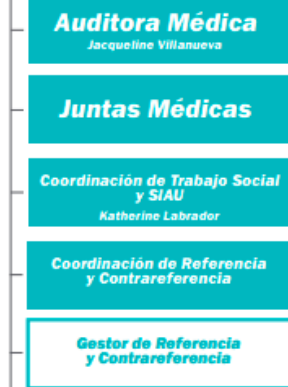 Auditora Médica
Jacqueline Villanueva
Juntas Médicas
Coordinación de Trabajo Social
y SIAU
Katherine Labrador
Coordinación de Referencia
y Contrareferencia
Gestor de Referencia
y Contrareferencia